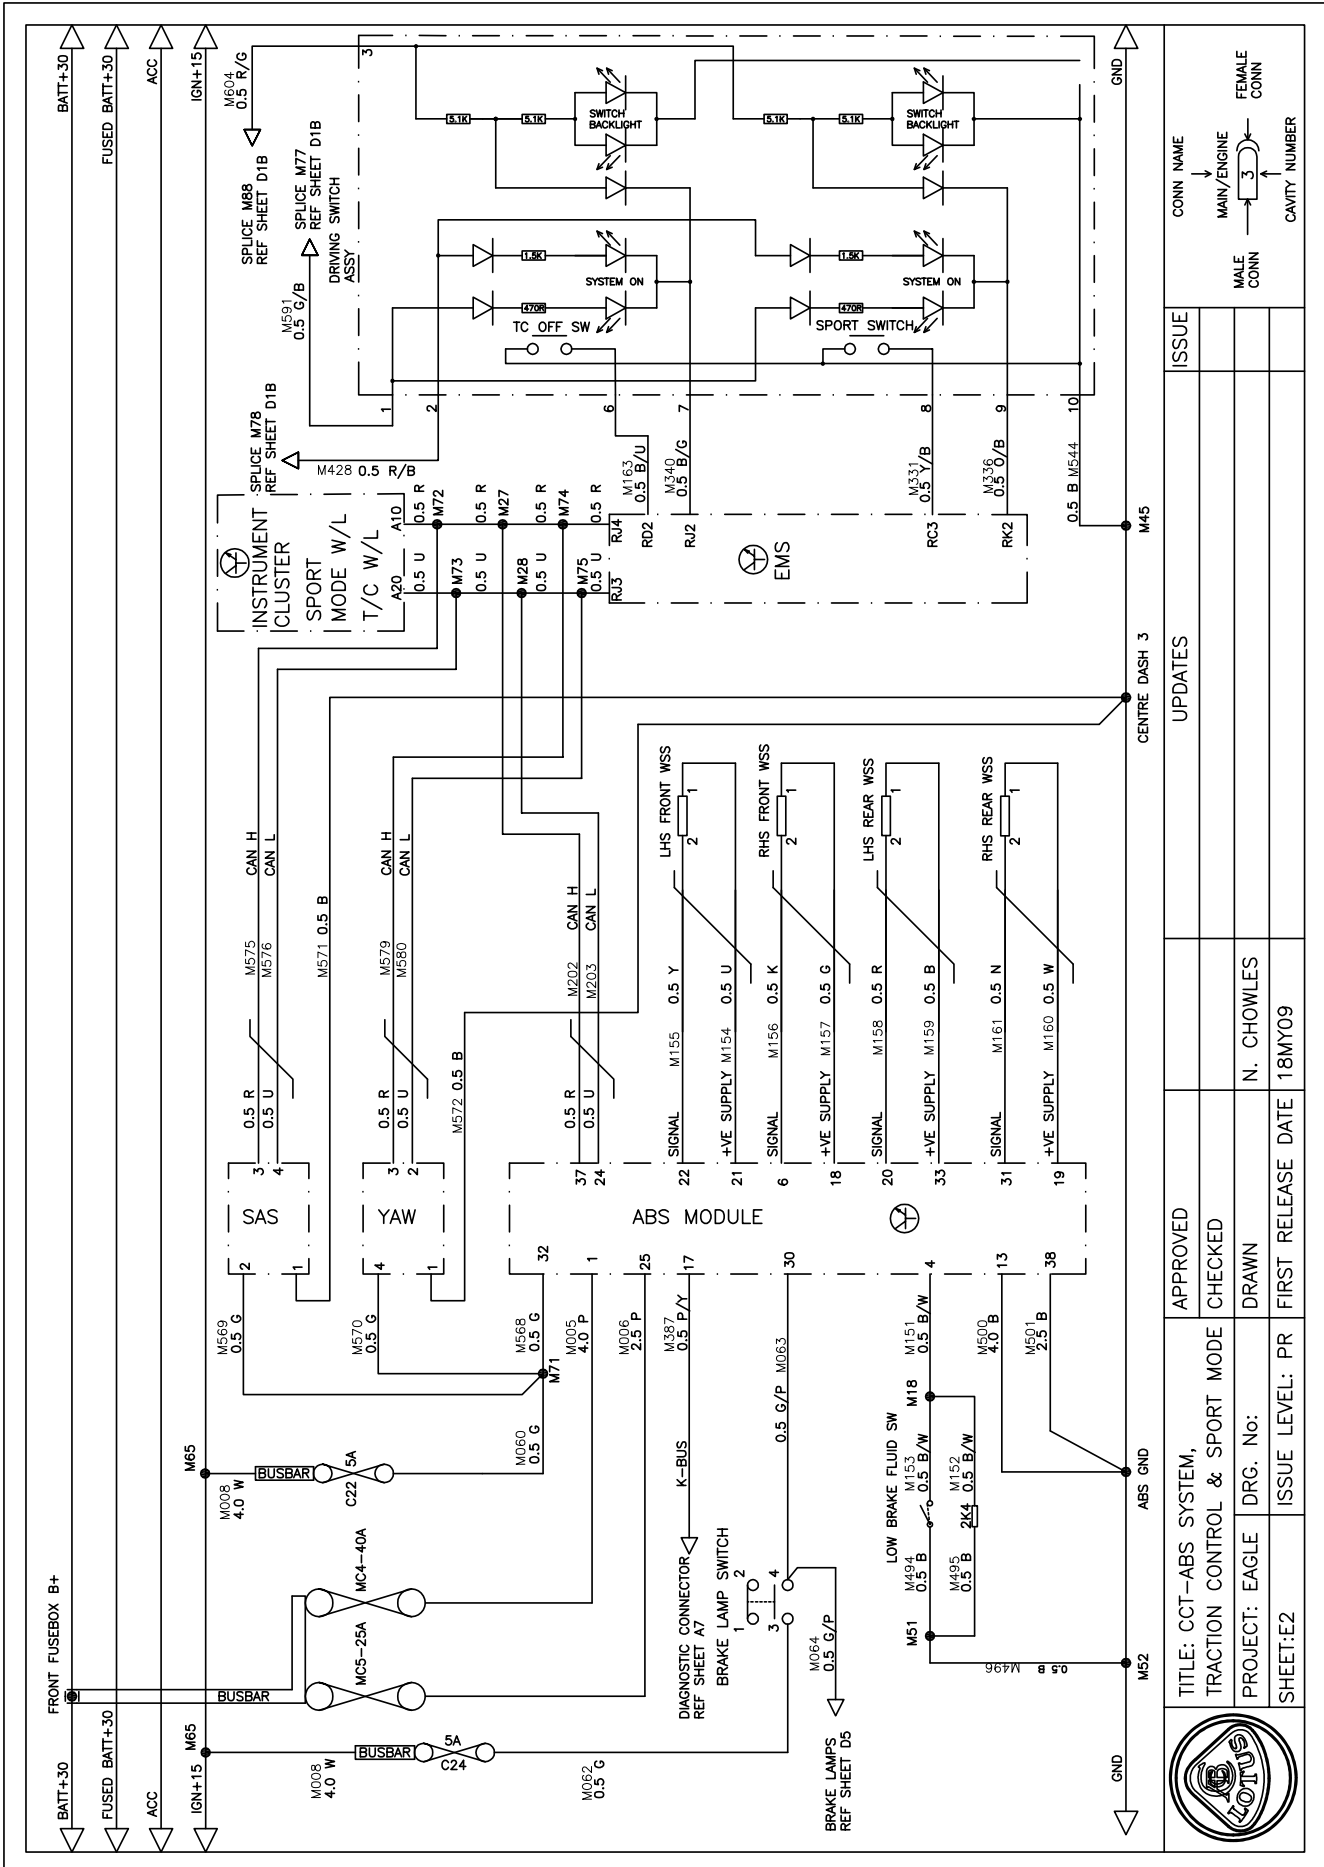 BATT+30
FUSED BATT+30
ACC
IGN+15
FRONT FUSEBOX B+
BATT+30
FUSED BATT+30
ACC
IGN+15
M65
M65
M008
4.0 W
BUSBAR
5A
C24
M062
0.5 G
BUSBAR
MC5-25A
MC4-40A
M008
4.0 W
BUSBAR
C22 5A
M060
0.5 G
M71
M569
0.5 G
M570
0.5 G
M568
0.5 G
M005
4.0 P
M006
2.5 P
M387
0.5 P/Y
K-BUS
DIAGNOSTIC CONNECTOR
REF SHEET A7
BRAKE LAMP SWITCH
1
2
3
4
0.5 G/P M063
M064
0.5 G/P
BRAKE LAMPS
REF SHEET D5
LOW BRAKE FLUID SW
M151
0.5 B/W
M18
M153
0.5 B/W
M152
0.5 B/W
2K4
M494
0.5 B
M495
0.5 B
M51
M496
0.5 B
M52
M500
4.0 B
M501
2.5 B
ABS GND
GND
SAS
2
1
3
4
YAW
4
1
3
2
ABS MODULE
32
1
25
17
30
4
13
38
37
24
22
21
6
18
20
33
31
19
0.5 R
0.5 U
M575
M576
CAN H
CAN L
M571 0.5 B
0.5 R
0.5 U
M579
M580
CAN H
CAN L
M572 0.5 B
0.5 R
0.5 U
M202
M203
CAN H
CAN L
SIGNAL
M155
0.5 Y
+VE SUPPLY M154
0.5 U
LHS FRONT WSS
2
1
SIGNAL
M156
0.5 K
+VE SUPPLY M157
0.5 G
RHS FRONT WSS
2
1
SIGNAL
M158
0.5 R
+VE SUPPLY M159
0.5 B
LHS REAR WSS
2
1
SIGNAL
M161
0.5 N
+VE SUPPLY M160
0.5 W
RHS REAR WSS
2
1
CENTRE DASH 3
M45
INSTRUMENT
CLUSTER
SPORT
MODE W/L
T/C W/L
A20
A10
0.5 R
M72
0.5 R
M27
0.5 R
M74
0.5 R
RJ4
0.5 U
M73
0.5 U
M28
0.5 U
M75
0.5 U
RJ3
EMS
RD2
RJ2
RC3
RK2
M163
0.5 B/U
M340
0.5 B/G
M331
0.5 Y/B
M336
0.5 O/B
0.5 B M544
SPLICE M78
REF SHEET D1B
M428 0.5 R/B
M591
0.5 G/B
SPLICE M77
REF SHEET D1B
SPLICE M88
REF SHEET D1B
M604
0.5 R/G
DRIVING SWITCH
ASSY
3
1
2
6
7
8
9
10
TC OFF SW
SPORT SWITCH
470R
1.5K
SYSTEM ON
470R
1.5K
SYSTEM ON
5.1K
5.1K
SWITCH
BACKLIGHT
5.1K
5.1K
SWITCH
BACKLIGHT
GND
LOTUS
TITLE: CCT-ABS SYSTEM,
TRACTION CONTROL & SPORT MODE
PROJECT: EAGLE
DRG. No:
SHEET:E2
ISSUE LEVEL: PR
APPROVED
CHECKED
DRAWN
N. CHOWLES
FIRST RELEASE DATE
18MY09
UPDATES
ISSUE
CONN NAME
MAIN/ENGINE
MALE
CONN
3
FEMALE
CONN
CAVITY NUMBER